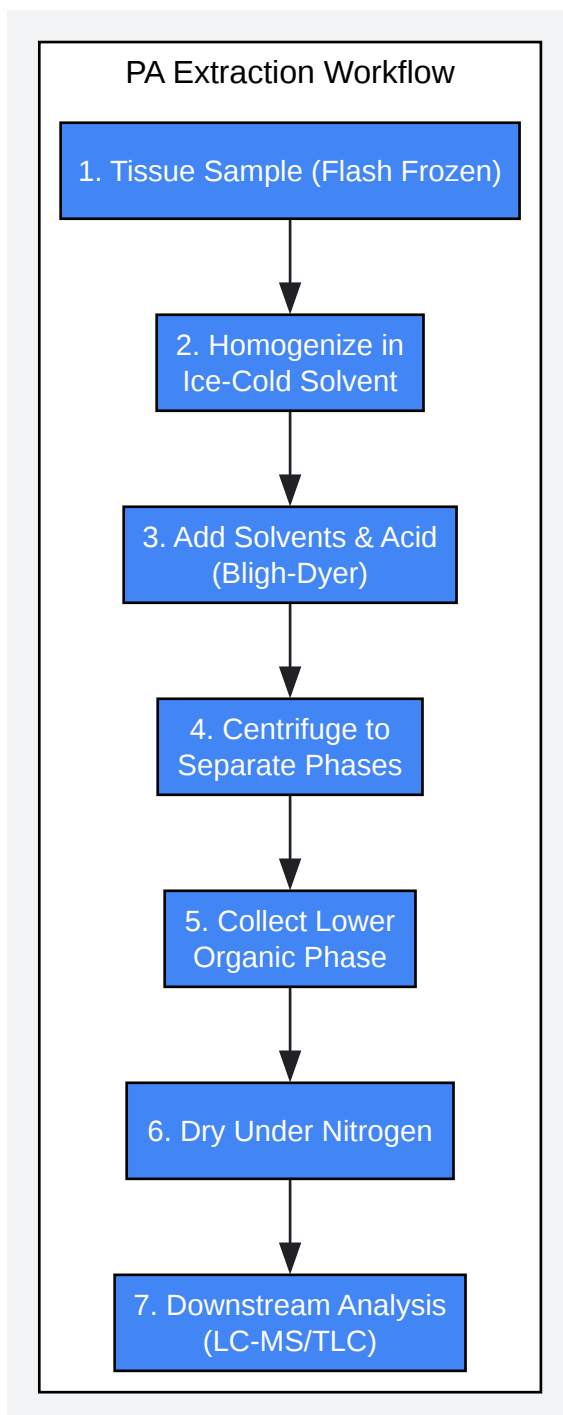 PA Extraction Workflow
1. Tissue Sample (Flash Frozen)
2. Homogenize in
Ice-Cold Solvent
3. Add Solvents & Acid
(Bligh-Dyer)
4. Centrifuge to
Separate Phases
5. Collect Lower
Organic Phase
6. Dry Under Nitrogen
7. Downstream Analysis
(LC-MS/TLC)